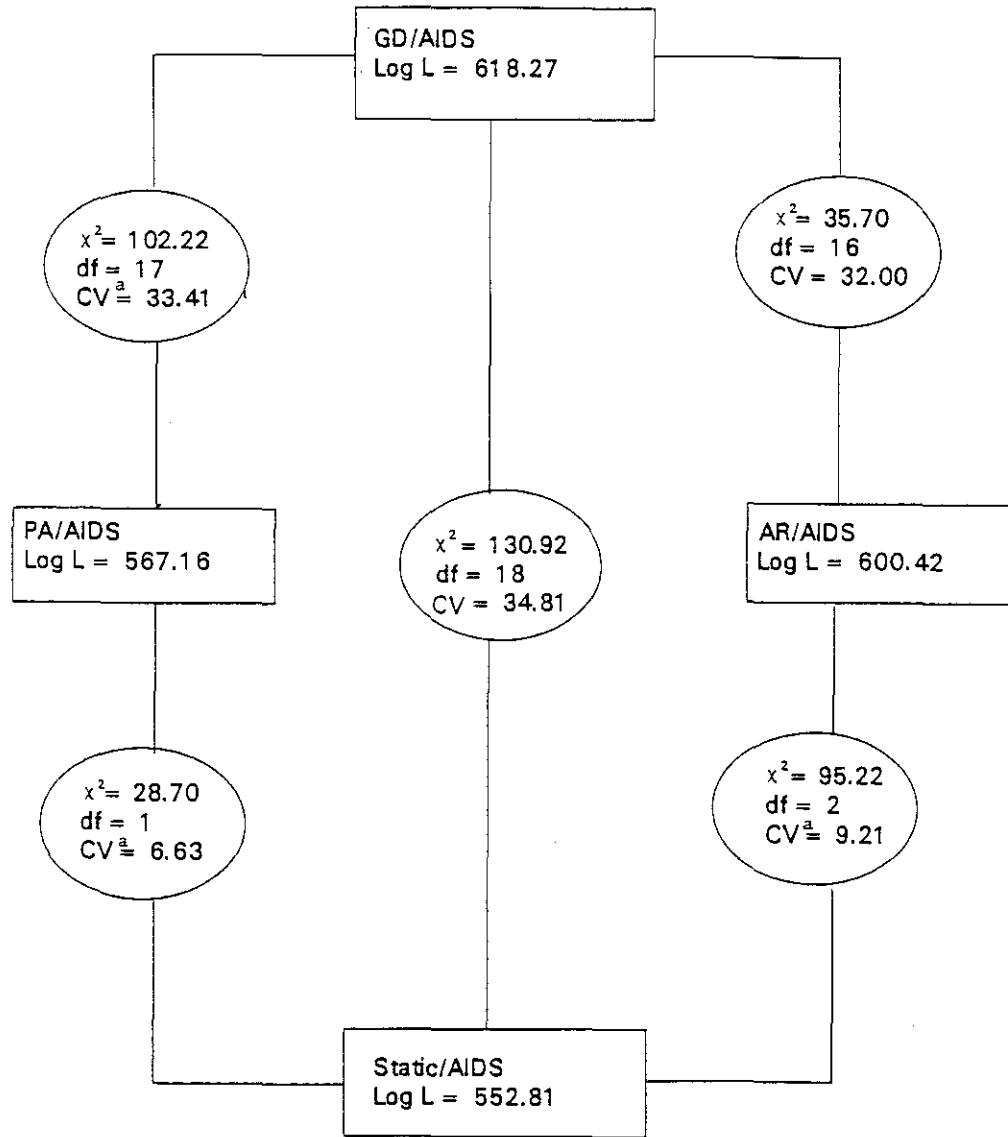 GD/AIDS
Log L = 618.27
χ²= 102.22
df = 17
CVª= 33.41
χ²= 35.70
df = 16
CV = 32.00
PA/AIDS
Log L = 567.16
χ²= 130.92
df = 18
CV = 34.81
AR/AIDS
Log L = 600.42
χ²= 28.70
df = 1
CVª= 6.63
χ²= 95.22
df = 2
CVª= 9.21
Static/AIDS
Log L = 552.81